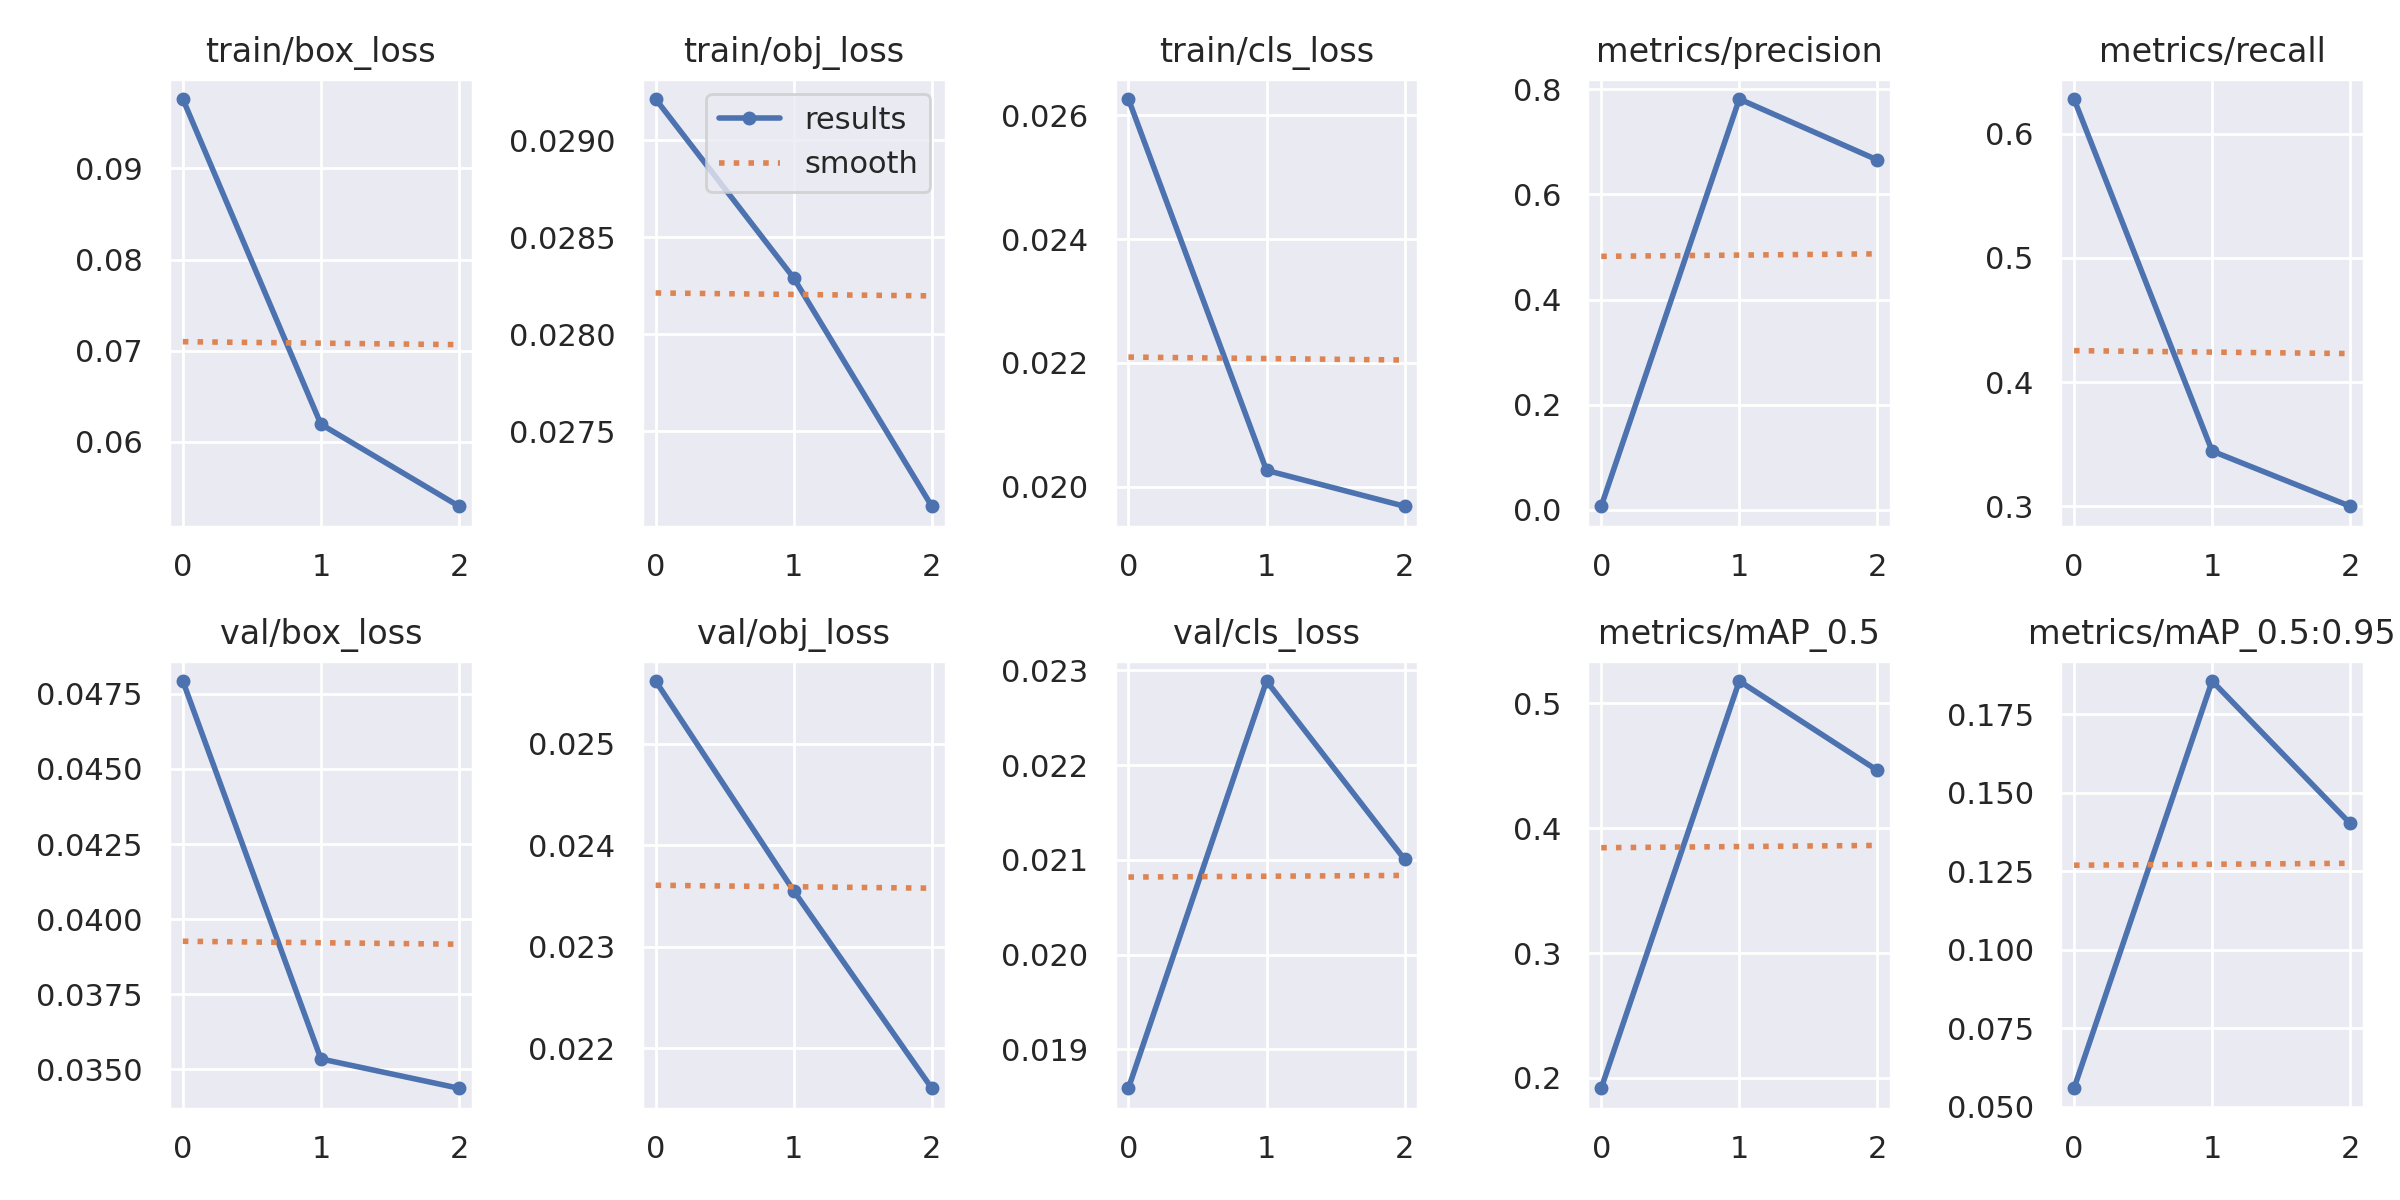 train/box_loss
0.09
0.08
0.07
0.06
0 1 2
train/obj_loss
results
smooth
0.0290
0.0285
0.0280
0.0275
0 1 2
train/cls_loss
0.026
0.024
0.022
0.020
0 1 2
metrics/precision
0.8
0.6
0.4
0.2
0.0
0 1 2
metrics/recall
0.6
0.5
0.4
0.3
0 1 2
val/box_loss
0.0475
0.0450
0.0425
0.0400
0.0375
0.0350
0 1 2
val/obj_loss
0.025
0.024
0.023
0.022
0 1 2
val/cls_loss
0.023
0.022
0.021
0.020
0.019
0 1 2
metrics/mAP_0.5
0.5
0.4
0.3
0.2
0 1 2
metrics/mAP_0.5:0.95
0.175
0.150
0.125
0.100
0.075
0.050
0 1 2